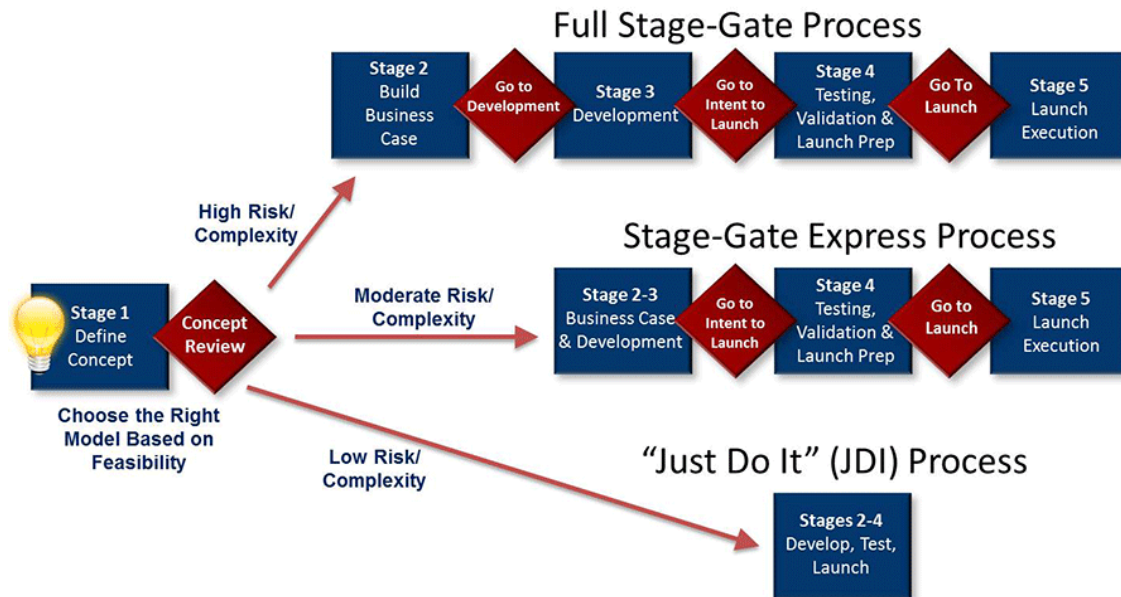 Full Stage-Gate Process
Stage 2
Build
Business
Case
Go to
Development
Stage 3
Development
Go to
Intent to
Launch
Stage 4
Testing,
Validation &
Launch Prep
Go To
Launch
Stage 5
Launch
Execution
High Risk/
Complexity
Stage-Gate Express Process
Moderate Risk/
Complexity
Stage 1
Define
Concept
Concept
Review
Stage 2-3
Business Case
& Development
Go to
Intent to
Launch
Stage 4
Testing,
Validation &
Launch Prep
Go to
Launch
Stage 5
Launch
Execution
Choose the Right
Model Based on
Feasibility
Low Risk/
Complexity
“Just Do It” (JDI) Process
Stages 2-4
Develop, Test,
Launch